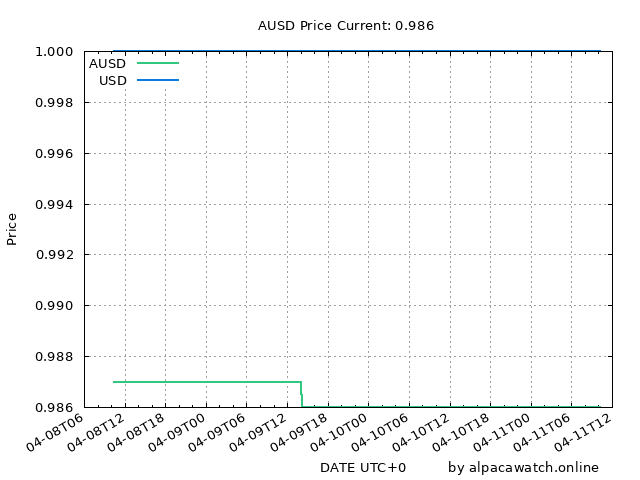 AUSD Price Current: 0.986
1.000
AUSD
USD
0.998
0.996
0.994
0.992
0.990
0.988
0.986
Price
04-08T06
04-08T12
04-08T18
04-09T00
04-09T06
04-09T12
04-09T18
04-10T00
04-10T06
04-10T12
04-10T18
04-11T00
04-11T06
04-11T12
DATE UTC+0
by alpacawatch.online